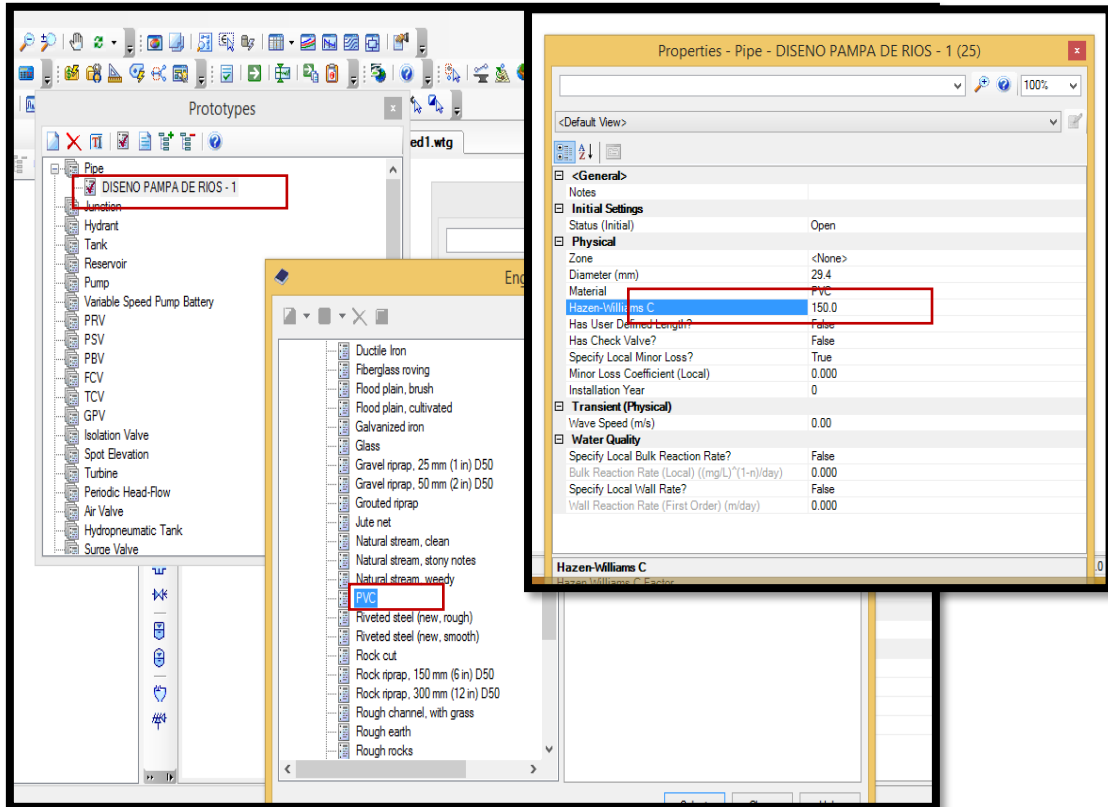 Prototypes
ed1.wtg
Pipe
DISENO PAMPA DE RIOS - 1
Junction
Hydrant
Tank
Reservoir
Pump
Variable Speed Pump Battery
PRV
PSV
PBV
FCV
TCV
GPV
Isolation Valve
Spot Elevation
Turbine
Periodic Head-Flow
Air Valve
Hydropneumatic Tank
Surge Valve
Eng
Ductile Iron
Fiberglass roving
Flood plain, brush
Flood plain, cultivated
Galvanized iron
Glass
Gravel riprap, 25 mm (1 in) D50
Gravel riprap, 50 mm (2 in) D50
Grouted riprap
Jute net
Natural stream, clean
Natural stream, stony notes
Natural stream, weedy
PVC
Riveted steel (new, rough)
Riveted steel (new, smooth)
Rock cut
Rock riprap, 150 mm (6 in) D50
Rock riprap, 300 mm (12 in) D50
Rough channel, with grass
Rough earth
Rough rocks
Properties - Pipe - DISENO PAMPA DE RIOS - 1 (25)
100%
<Default View>
<General>
Notes
Initial Settings
Status (Initial) Open
Physical
Zone <None>
Diameter (mm) 29.4
Material PVC
Hazen-Williams C 150.0
Has User Defined Length? False
Has Check Valve? False
Specify Local Minor Loss? True
Minor Loss Coefficient (Local) 0.000
Installation Year 0
Transient (Physical)
Wave Speed (m/s) 0.00
Water Quality
Specify Local Bulk Reaction Rate? False
Bulk Reaction Rate (Local) ((mg/L)^(1-n)/day) 0.000
Specify Local Wall Rate? False
Wall Reaction Rate (First Order) (m/day) 0.000
Hazen-Williams C
Hazen Williams C Factor
.0